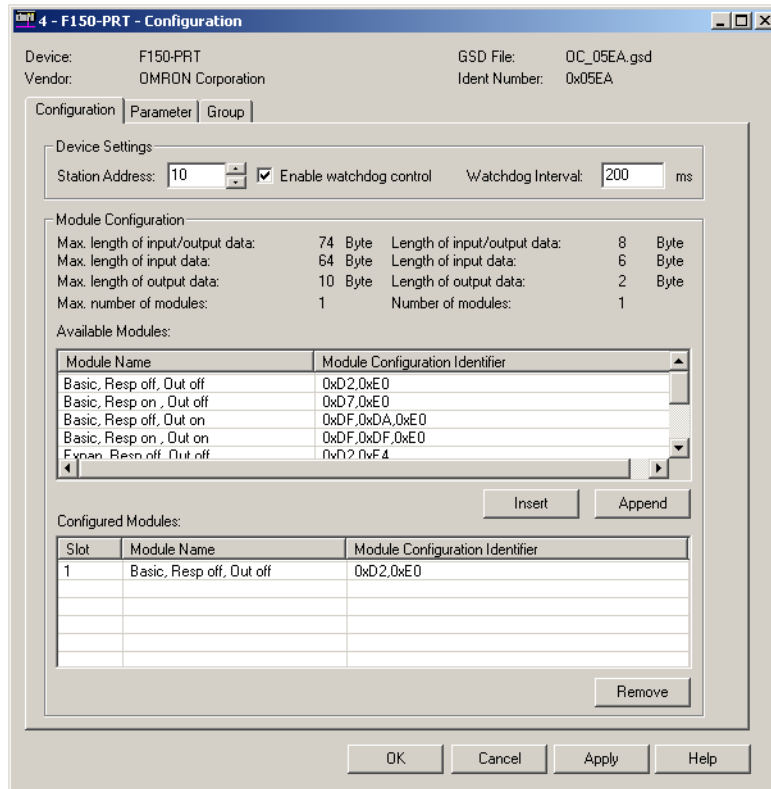 4 - F150-PRT - Configuration
Device: F150-PRT GSD File: OC_05EA.gsd
Vendor: OMRON Corporation Ident Number: 0x05EA
Configuration Parameter Group
Device Settings
Station Address: 10 Enable watchdog control Watchdog Interval: 200 ms
Module Configuration
Max. length of input/output data: 74 Byte Length of input/output data: 8 Byte
Max. length of input data: 64 Byte Length of input data: 6 Byte
Max. length of output data: 10 Byte Length of output data: 2 Byte
Max. number of modules: 1 Number of modules: 1
Available Modules:
Module Name Module Configuration Identifier
Basic, Resp off, Out off 0xD2,0xE0
Basic, Resp on , Out off 0xD7,0xE0
Basic, Resp off, Out on 0xDF,0xDA,0xE0
Basic, Resp on , Out on 0xDF,0xDF,0xE0
Expan, Resp off, Out off 0xD2,0xE4
Insert Append
Configured Modules:
Slot Module Name Module Configuration Identifier
1 Basic, Resp off, Out off 0xD2,0xE0
Remove
OK Cancel Apply Help